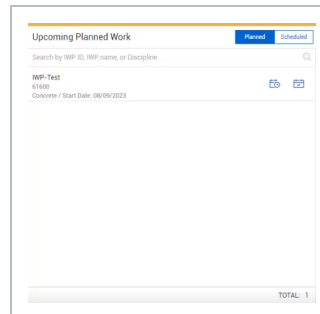 Upcoming Planned Work
Planned
Scheduled
Search by IWP ID, IWP name, or Discipline
IWP-Test
61600
Concrete / Start Date :08/09/2023
TOTAL: 1